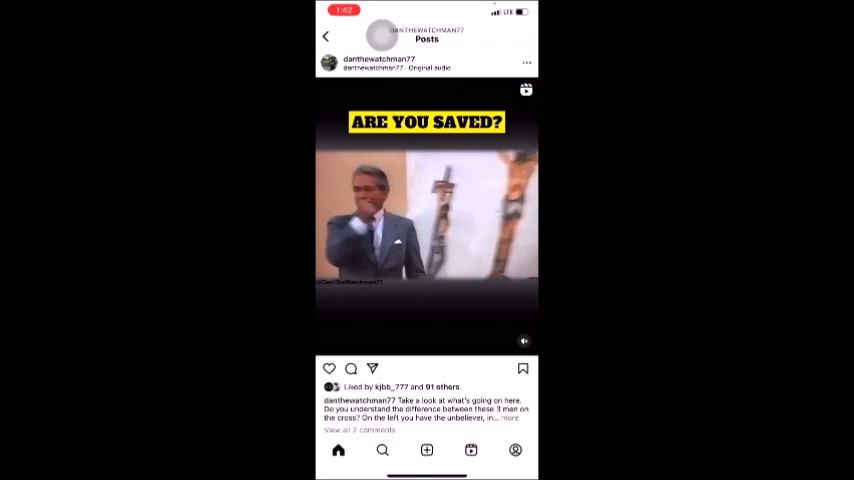 1:42
LTE
DANTHEWATCHMAN77
Posts
danthewatchman77
danthewatchman77 · Original audio
ARE YOU SAVED?
@DanTheWatchman77
Liked by kjbb_777 and 91 others
danthewatchman77 Take a look at what's going on here.
Do you understand the difference between these 3 men on
the cross? On the left you have the unbeliever, in... more
View all 2 comments